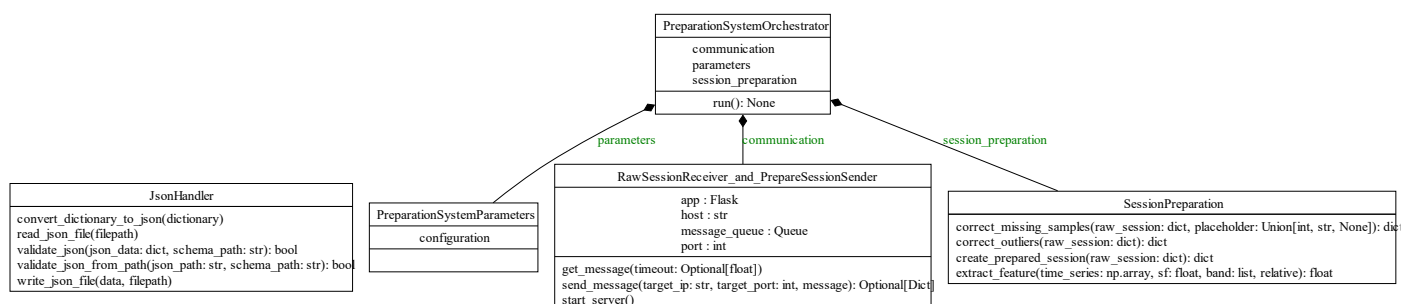 PreparationSystemOrchestrator
communication
parameters
session_preparation
run(): None
parameters
communication
session_preparation
JsonHandler
convert_dictionary_to_json(dictionary)
read_json_file(filepath)
validate_json(json_data: dict, schema_path: str): bool
validate_json_from_path(json_path: str, schema_path: str): bool
write_json_file(data, filepath)
PreparationSystemParameters
configuration
RawSessionReceiver_and_PrepareSessionSender
app : Flask
host : str
message_queue : Queue
port : int
get_message(timeout: Optional[float])
send_message(target_ip: str, target_port: int, message): Optional[Dict]
start_server()
SessionPreparation
correct_missing_samples(raw_session: dict, placeholder: Union[int, str, None]): dict
correct_outliers(raw_session: dict): dict
create_prepared_session(raw_session: dict): dict
extract_feature(time_series: np.array, sf: float, band: list, relative): float